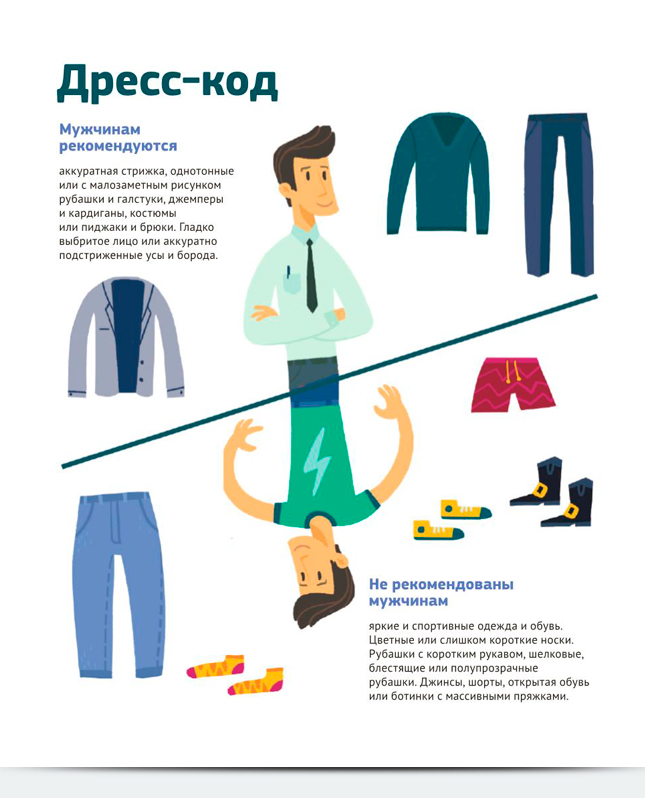 Дресс-код
Мужчинам
рекомендуются
аккуратная стрижка, однотонные
или с малозаметным рисунком
рубашки и галстуки, джемперы
и кардиганы, костюмы
или пиджаки и брюки. Гладко
выбритое лицо или аккуратно
подстриженные усы и борода.
Не рекомендованы
мужчинам
яркие и спортивные одежда и обувь.
Цветные или слишком короткие носки.
Рубашки с коротким рукавом, шелковые,
блестящие или полупрозрачные
рубашки. Джинсы, шорты, открытая обувь
или ботинки с массивными пряжками.